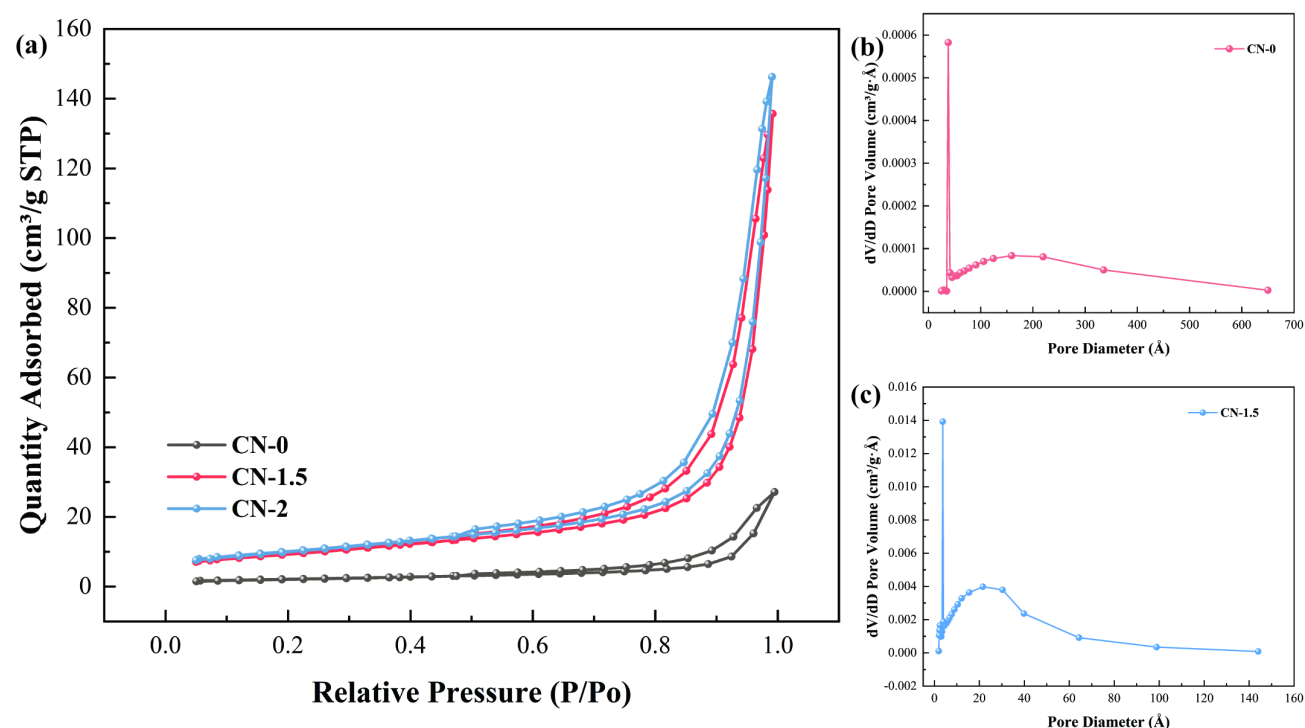 (a)
Quantity Adsorbed (cm³/g STP)
160
140
120
100
80
60
40
20
0
CN-0
CN-1.5
CN-2
0.0 0.2 0.4 0.6 0.8 1.0
Relative Pressure (P/Po)
(b)
dV/dD Pore Volume (cm³/g·Å)
0.0006
0.0005
0.0004
0.0003
0.0002
0.0001
0.0000
CN-0
0 100 200 300 400 500 600 700
Pore Diameter (Å)
(c)
dV/dD Pore Volume (cm³/g·Å)
0.016
0.014
0.012
0.010
0.008
0.006
0.004
0.002
0.000
-0.002
CN-1.5
0 20 40 60 80 100 120 140 160
Pore Diameter (Å)